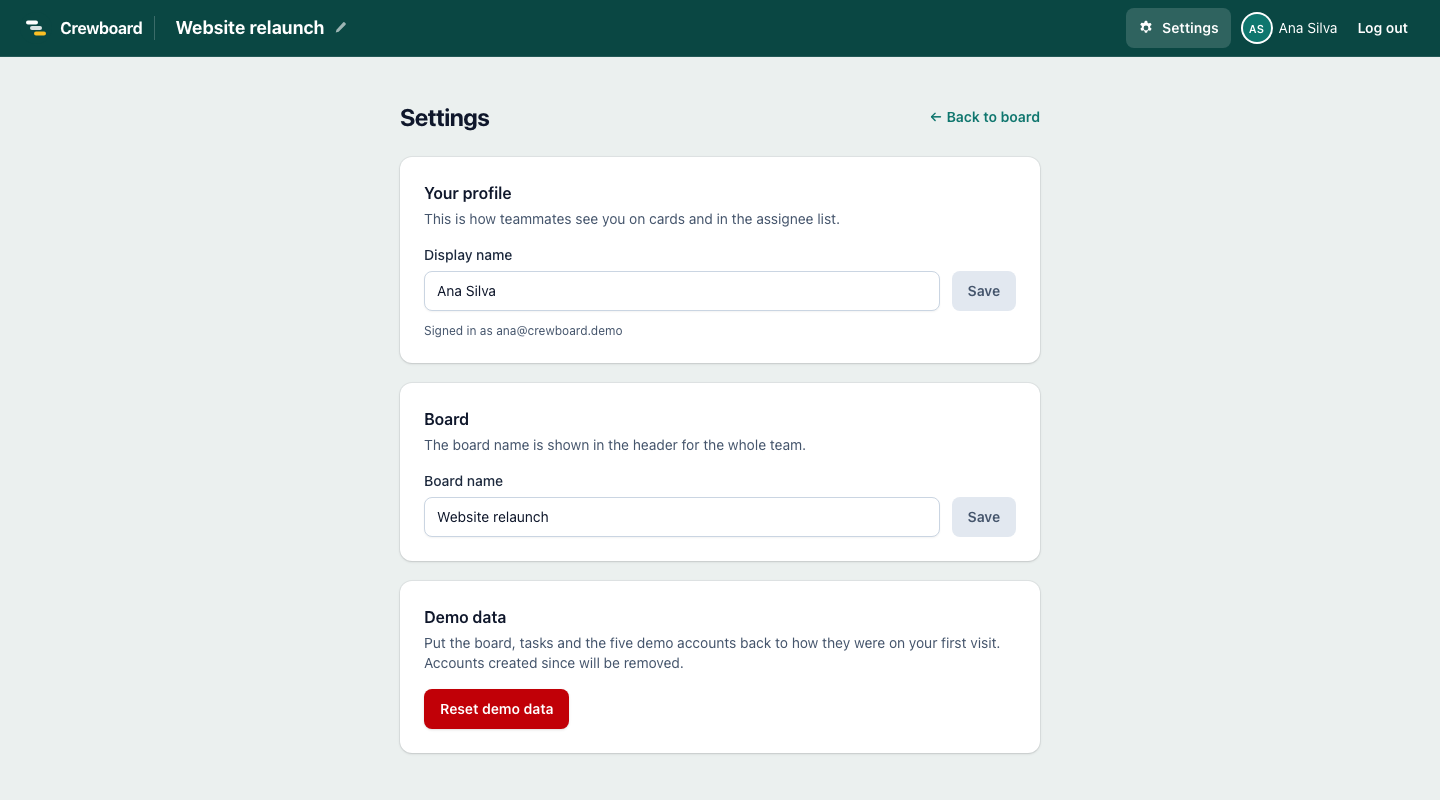 Crewboard
Website relaunch
Settings
AS
Ana Silva
Log out
Settings
← Back to board
Your profile
This is how teammates see you on cards and in the assignee list.
Display name
Ana Silva
Save
Signed in as ana@crewboard.demo
Board
The board name is shown in the header for the whole team.
Board name
Website relaunch
Save
Demo data
Put the board, tasks and the five demo accounts back to how they were on your first visit.
Accounts created since will be removed.
Reset demo data